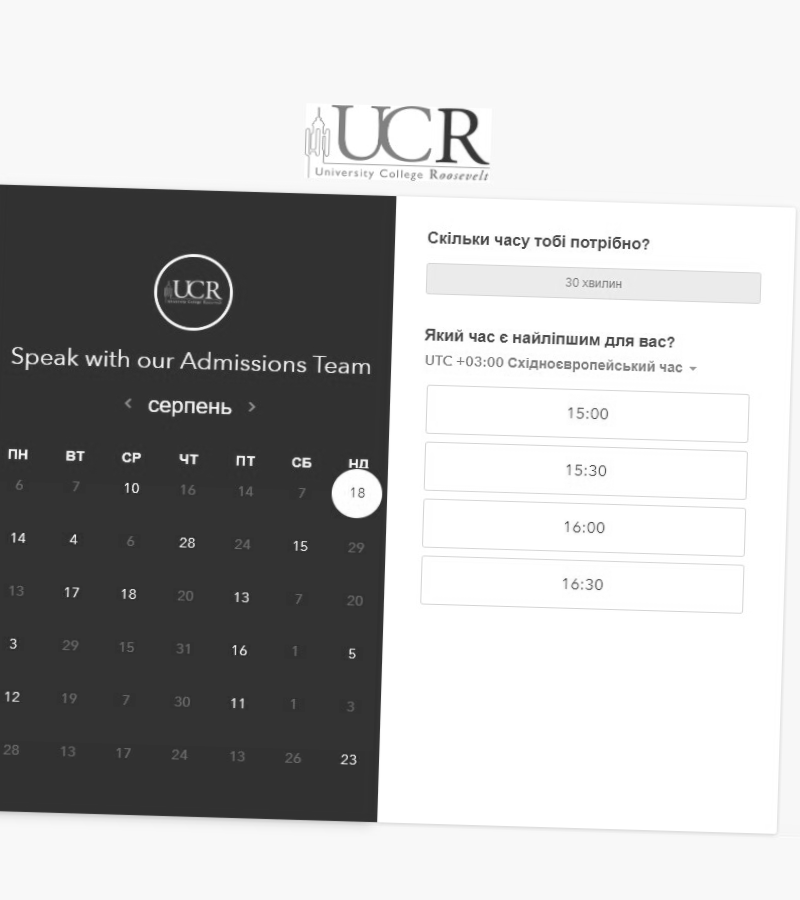 UCR
University College Roosevelt
UCR
Speak with our Admissions Team
серпень
ПН ВТ СР ЧТ ПТ СБ НД
6 7 10 16 14 7 18
14 4 6 28 24 15 29
13 17 18 20 13 7 20
3 29 15 31 16 1 5
12 19 7 30 11 1 3
28 13 17 24 13 26 23
Скільки часу тобі потрібно?
30 хвилин
Який час є найліпшим для вас?
UTC +03:00 Східноєвропейський час
15:00
15:30
16:00
16:30